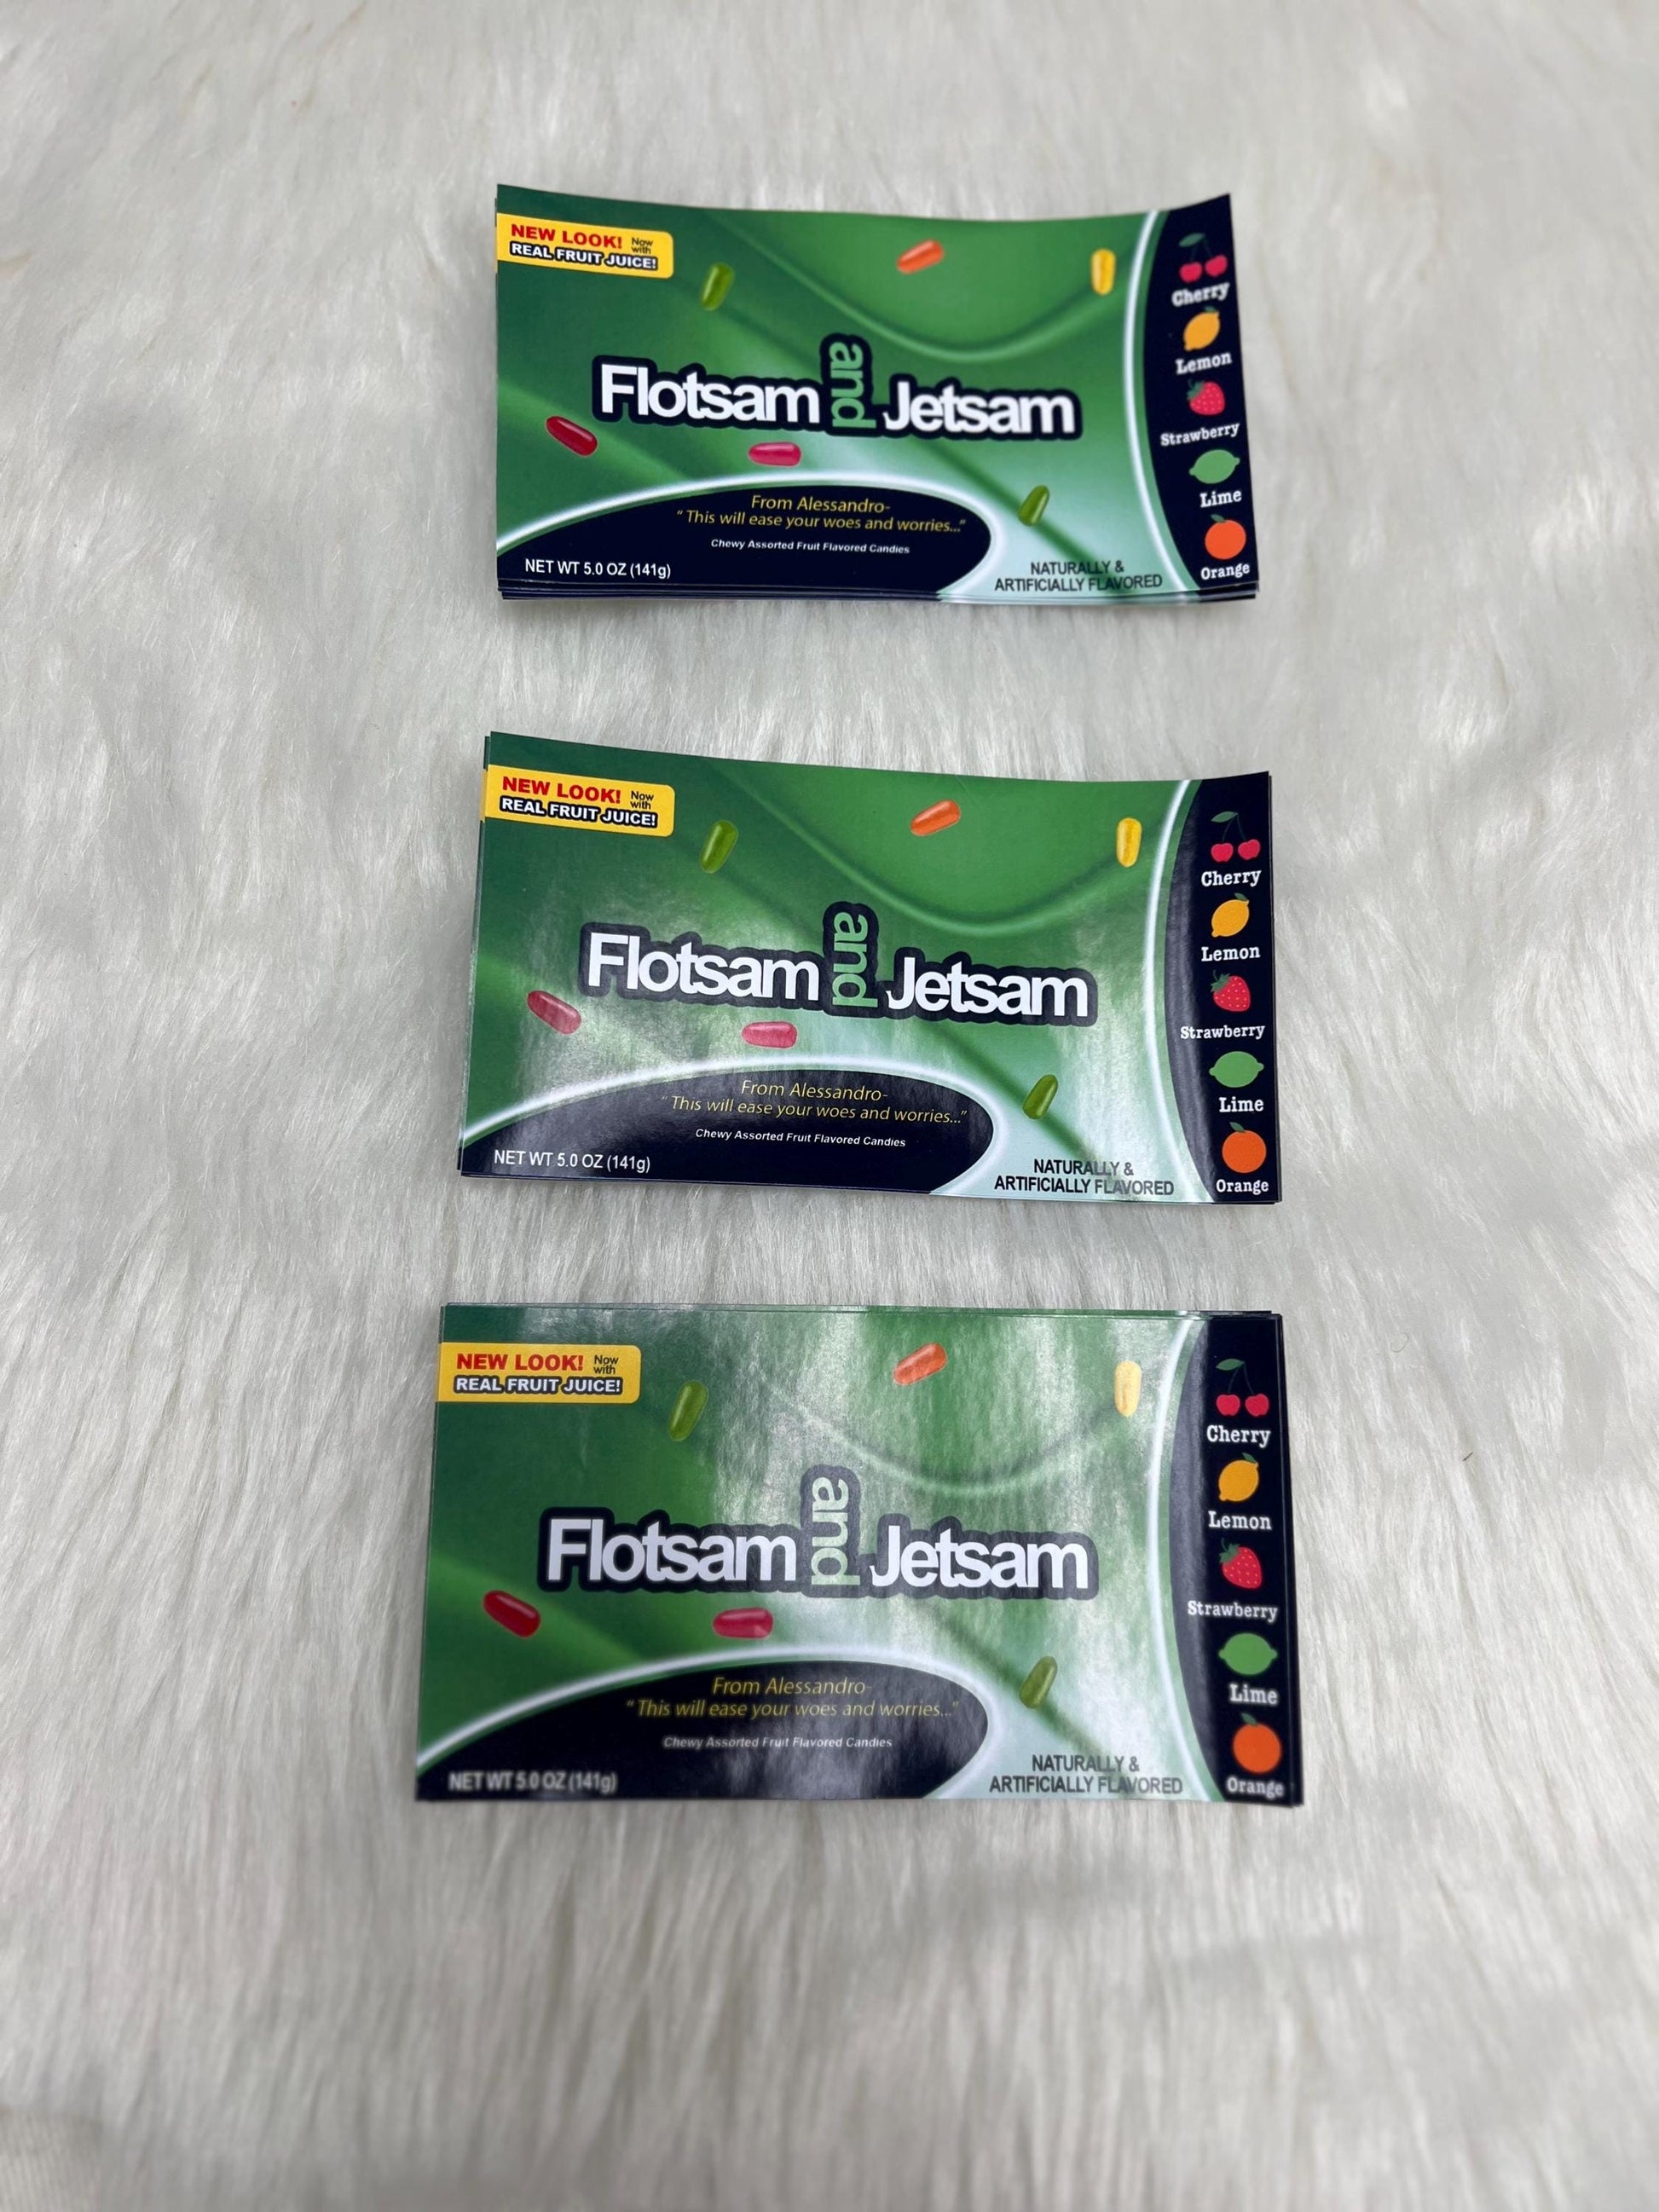 NEW LOOK! Now with
REAL FRUIT JUICE!
Flotsam and Jetsam
From Alessandro-
"This will ease your woes and worries..."
Chewy Assorted Fruit Flavored Candies
NET WT 5.0 OZ (141g)
NATURALLY &
ARTIFICIALLY FLAVORED
Cherry
Lemon
Strawberry
Lime
Orange
NEW LOOK! Now with
REAL FRUIT JUICE!
Flotsam and Jetsam
From Alessandro-
"This will ease your woes and worries..."
Chewy Assorted Fruit Flavored Candies
NET WT 5.0 OZ (141g)
NATURALLY &
ARTIFICIALLY FLAVORED
Cherry
Lemon
Strawberry
Lime
Orange
NEW LOOK! Now with
REAL FRUIT JUICE!
Flotsam and Jetsam
From Alessandro-
"This will ease your woes and worries..."
Chewy Assorted Fruit Flavored Candies
NET WT 5.0 OZ (141g)
NATURALLY &
ARTIFICIALLY FLAVORED
Cherry
Lemon
Strawberry
Lime
Orange